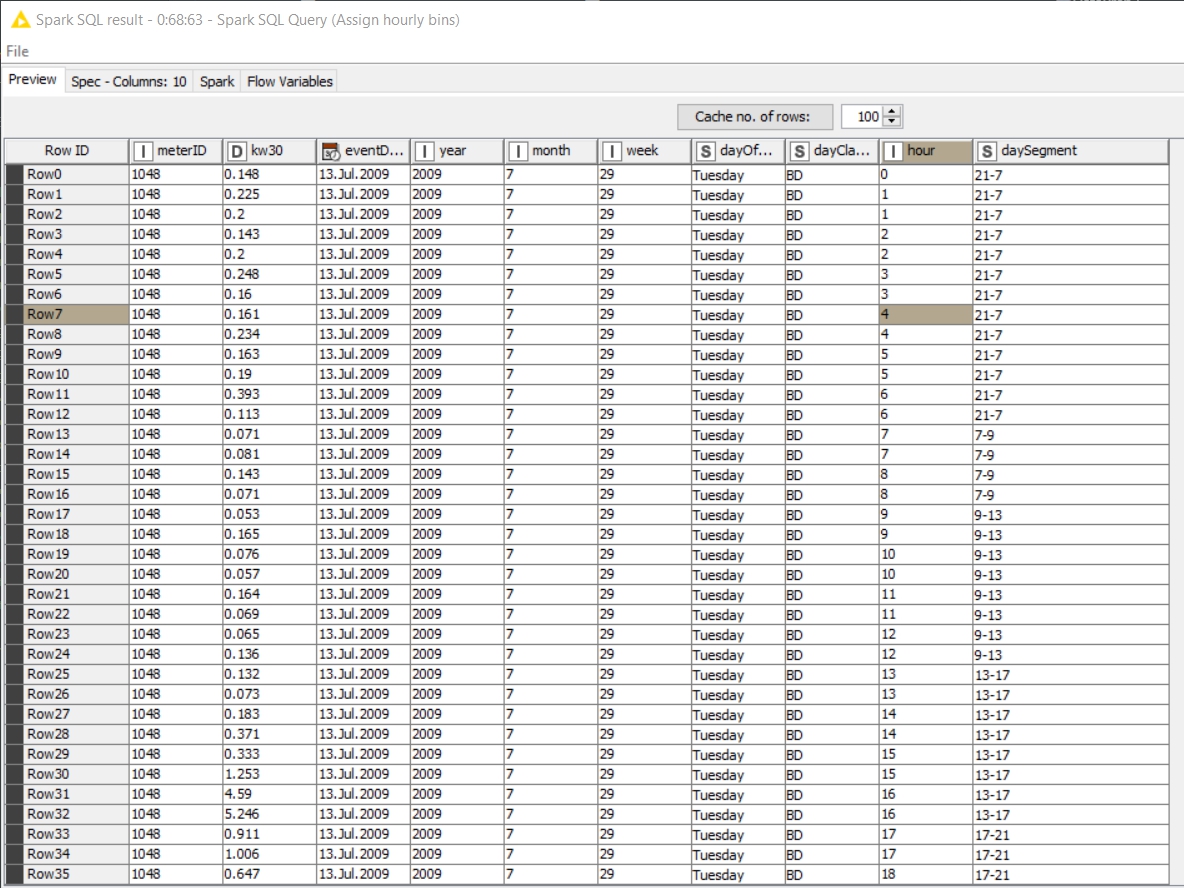 Spark SQL result - 0:68:63 - Spark SQL Query (Assign hourly bins)
File
Preview Spec - Columns: 10 Spark Flow Variables
Cache no. of rows: 100
Row ID I meterID D kw30 eventD... I year I month I week S dayOf... S dayCla... I hour S daySegment
Row0 1048 0.148 13.Jul.2009 2009 7 29 Tuesday BD 0 21-7
Row1 1048 0.225 13.Jul.2009 2009 7 29 Tuesday BD 1 21-7
Row2 1048 0.2 13.Jul.2009 2009 7 29 Tuesday BD 1 21-7
Row3 1048 0.143 13.Jul.2009 2009 7 29 Tuesday BD 2 21-7
Row4 1048 0.2 13.Jul.2009 2009 7 29 Tuesday BD 2 21-7
Row5 1048 0.248 13.Jul.2009 2009 7 29 Tuesday BD 3 21-7
Row6 1048 0.16 13.Jul.2009 2009 7 29 Tuesday BD 3 21-7
Row7 1048 0.161 13.Jul.2009 2009 7 29 Tuesday BD 4 21-7
Row8 1048 0.234 13.Jul.2009 2009 7 29 Tuesday BD 4 21-7
Row9 1048 0.163 13.Jul.2009 2009 7 29 Tuesday BD 5 21-7
Row10 1048 0.19 13.Jul.2009 2009 7 29 Tuesday BD 5 21-7
Row11 1048 0.393 13.Jul.2009 2009 7 29 Tuesday BD 6 21-7
Row12 1048 0.113 13.Jul.2009 2009 7 29 Tuesday BD 6 21-7
Row13 1048 0.071 13.Jul.2009 2009 7 29 Tuesday BD 7 7-9
Row14 1048 0.081 13.Jul.2009 2009 7 29 Tuesday BD 7 7-9
Row15 1048 0.143 13.Jul.2009 2009 7 29 Tuesday BD 8 7-9
Row16 1048 0.071 13.Jul.2009 2009 7 29 Tuesday BD 8 7-9
Row17 1048 0.053 13.Jul.2009 2009 7 29 Tuesday BD 9 9-13
Row18 1048 0.165 13.Jul.2009 2009 7 29 Tuesday BD 9 9-13
Row19 1048 0.076 13.Jul.2009 2009 7 29 Tuesday BD 10 9-13
Row20 1048 0.057 13.Jul.2009 2009 7 29 Tuesday BD 10 9-13
Row21 1048 0.164 13.Jul.2009 2009 7 29 Tuesday BD 11 9-13
Row22 1048 0.069 13.Jul.2009 2009 7 29 Tuesday BD 11 9-13
Row23 1048 0.065 13.Jul.2009 2009 7 29 Tuesday BD 12 9-13
Row24 1048 0.136 13.Jul.2009 2009 7 29 Tuesday BD 12 9-13
Row25 1048 0.132 13.Jul.2009 2009 7 29 Tuesday BD 13 13-17
Row26 1048 0.073 13.Jul.2009 2009 7 29 Tuesday BD 13 13-17
Row27 1048 0.183 13.Jul.2009 2009 7 29 Tuesday BD 14 13-17
Row28 1048 0.371 13.Jul.2009 2009 7 29 Tuesday BD 14 13-17
Row29 1048 0.333 13.Jul.2009 2009 7 29 Tuesday BD 15 13-17
Row30 1048 1.253 13.Jul.2009 2009 7 29 Tuesday BD 15 13-17
Row31 1048 4.59 13.Jul.2009 2009 7 29 Tuesday BD 16 13-17
Row32 1048 5.246 13.Jul.2009 2009 7 29 Tuesday BD 16 13-17
Row33 1048 0.911 13.Jul.2009 2009 7 29 Tuesday BD 17 17-21
Row34 1048 1.006 13.Jul.2009 2009 7 29 Tuesday BD 17 17-21
Row35 1048 0.647 13.Jul.2009 2009 7 29 Tuesday BD 18 17-21